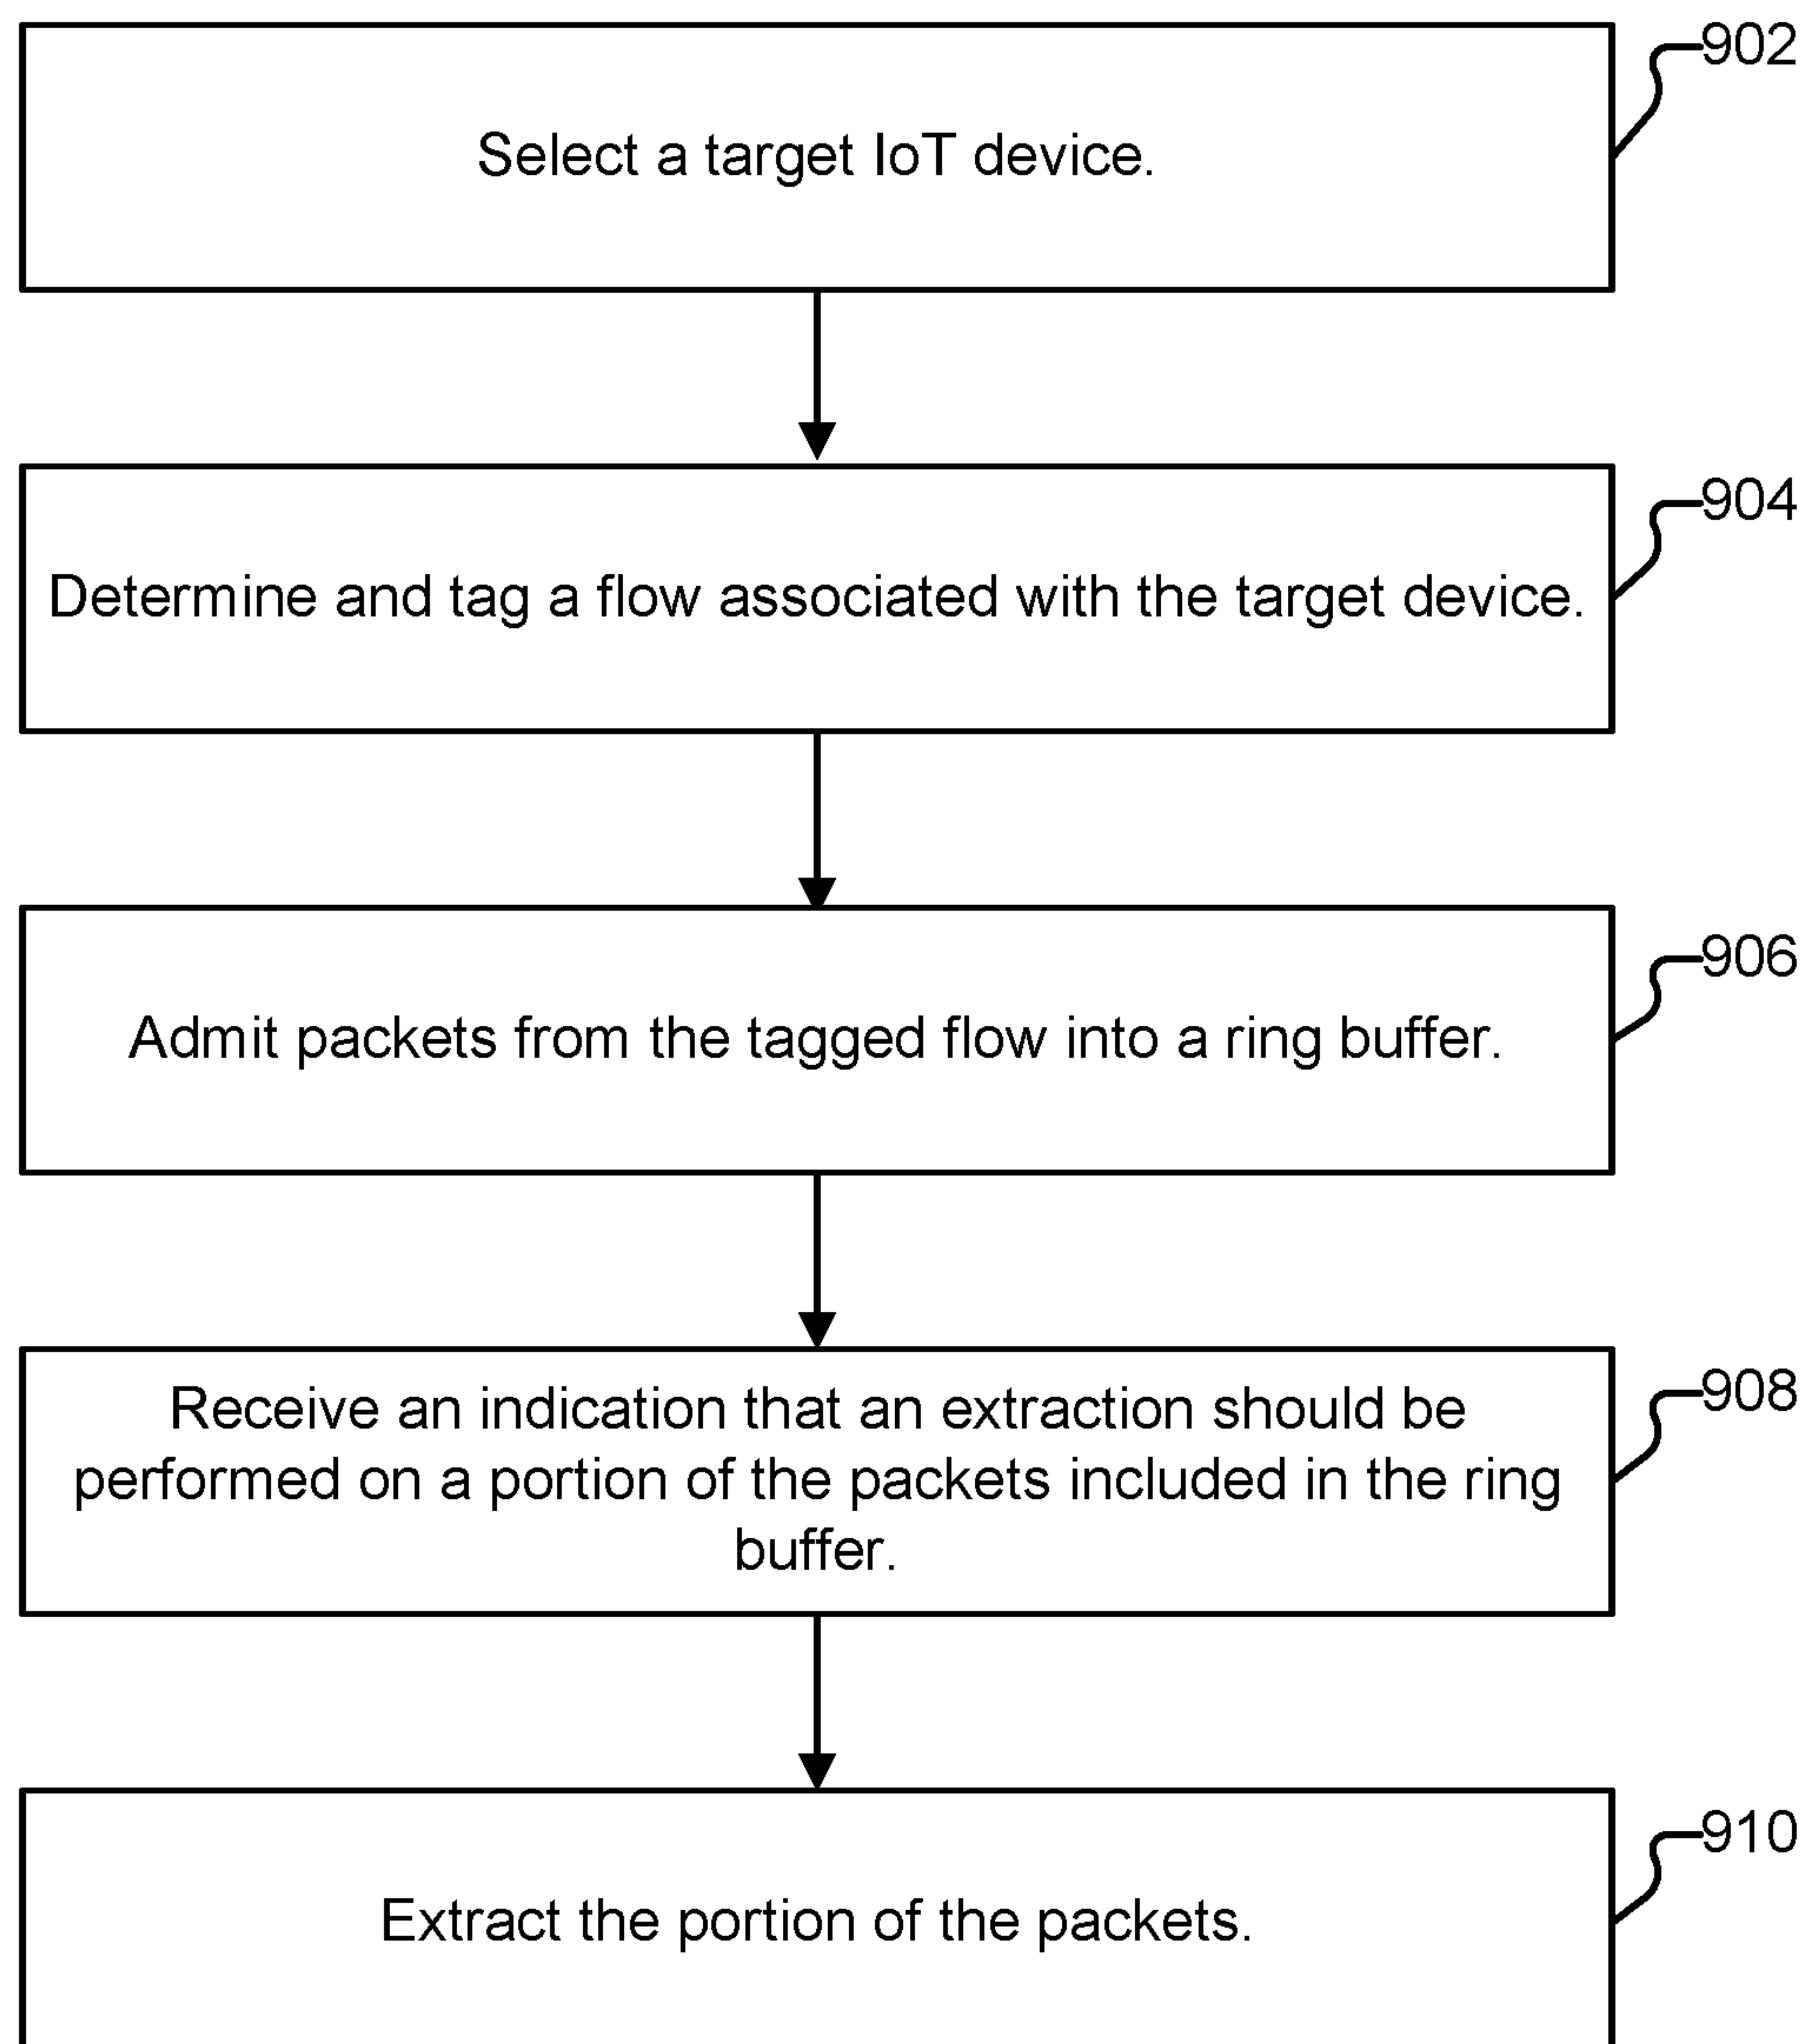 902
Select a target IoT device.
904
Determine and tag a flow associated with the target device.
906
Admit packets from the tagged flow into a ring buffer.
908
Receive an indication that an extraction should be
performed on a portion of the packets included in the ring
buffer.
910
Extract the portion of the packets.